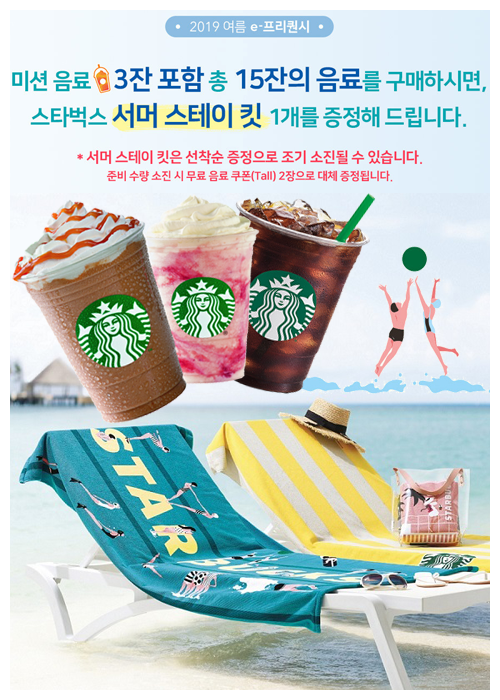 • 2019 여름 e-프리퀀시 •
미션 음료 3잔 포함 총 15잔의 음료를 구매하시면,
스타벅스 서머 스테이 킷 1개를 증정해 드립니다.
* 서머 스테이 킷은 선착순 증정으로 조기 소진될 수 있습니다.
준비 수량 소진 시 무료 음료 쿠폰(Tall) 2장으로 대체 증정됩니다.
STAR